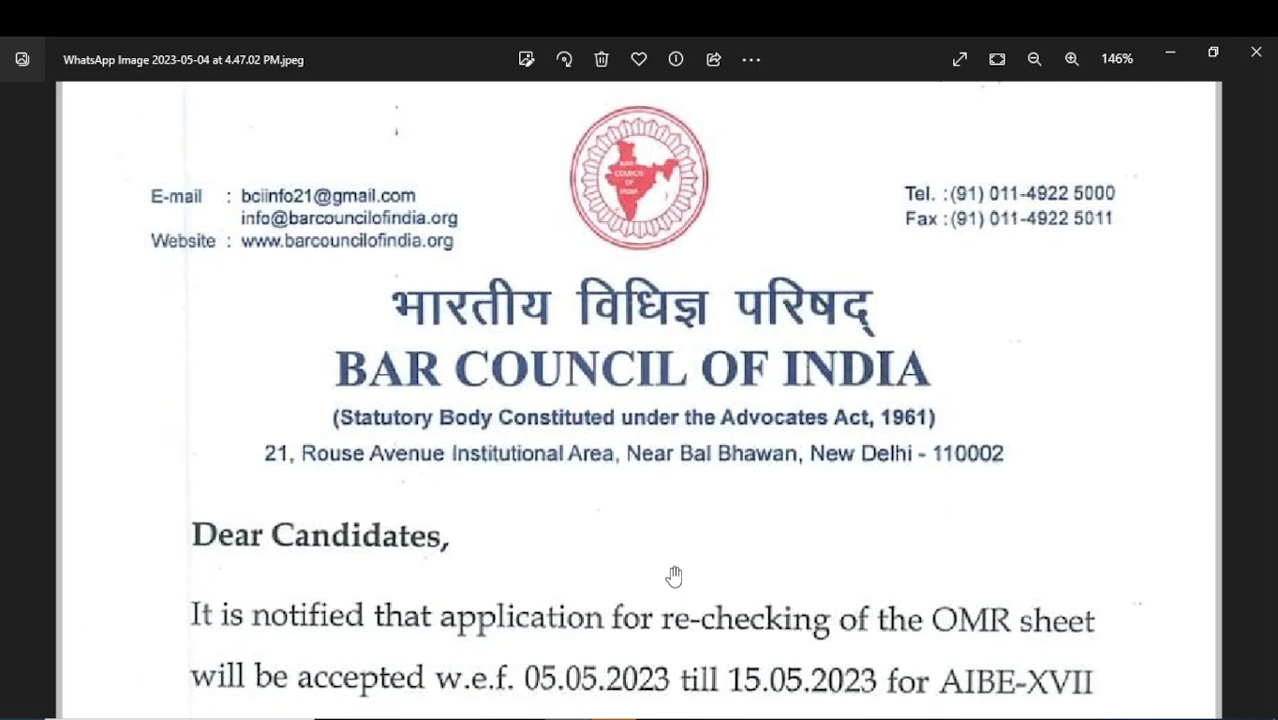 WhatsApp Image 2023-05-04 at 4.47.02 PM.jpeg
146%
BAR
COUNCIL
OF
INDIA
E-mail : bciinfo21@gmail.com
info@barcouncilofindia.org
Website : www.barcouncilofindia.org
Tel. :(91) 011-4922 5000
Fax :(91) 011-4922 5011
भारतीय विधिज्ञ परिषद्
BAR COUNCIL OF INDIA
(Statutory Body Constituted under the Advocates Act, 1961)
21, Rouse Avenue Institutional Area, Near Bal Bhawan, New Delhi - 110002
Dear Candidates,
It is notified that application for re-checking of the OMR sheet
will be accepted w.e.f. 05.05.2023 till 15.05.2023 for AIBE-XVII